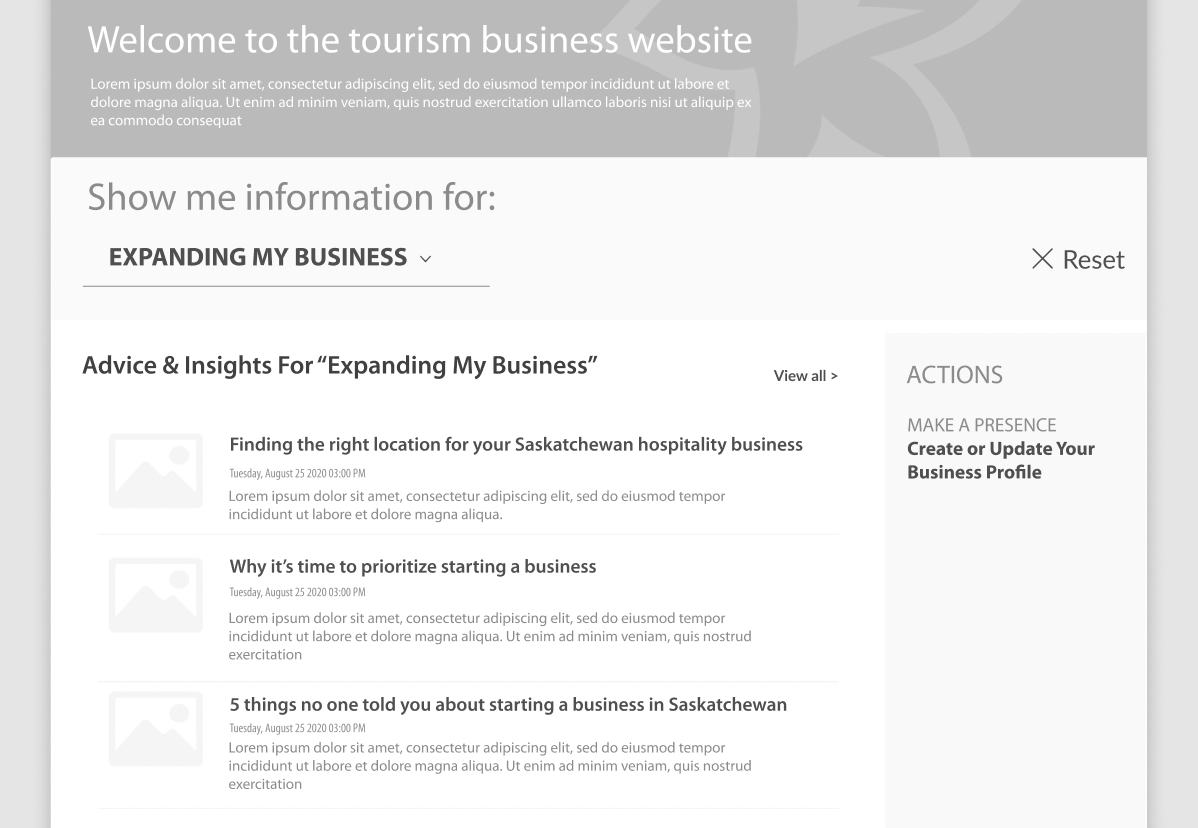 Welcome to the tourism business website
Lorem ipsum dolor sit amet, consectetur adipiscing elit, sed do eiusmod tempor incididunt ut labore et
dolore magna aliqua. Ut enim ad minim veniam, quis nostrud exercitation ullamco laboris nisi ut aliquip ex
ea commodo consequat
Show me information for:
EXPANDING MY BUSINESS
Reset
Advice & Insights For “Expanding My Business”
View all >
Finding the right location for your Saskatchewan hospitality business
Tuesday, August 25 2020 03:00 PM
Lorem ipsum dolor sit amet, consectetur adipiscing elit, sed do eiusmod tempor
incididunt ut labore et dolore magna aliqua.
Why it’s time to prioritize starting a business
Tuesday, August 25 2020 03:00 PM
Lorem ipsum dolor sit amet, consectetur adipiscing elit, sed do eiusmod tempor
incididunt ut labore et dolore magna aliqua. Ut enim ad minim veniam, quis nostrud
exercitation
5 things no one told you about starting a business in Saskatchewan
Tuesday, August 25 2020 03:00 PM
Lorem ipsum dolor sit amet, consectetur adipiscing elit, sed do eiusmod tempor
incididunt ut labore et dolore magna aliqua. Ut enim ad minim veniam, quis nostrud
exercitation
ACTIONS
MAKE A PRESENCE
Create or Update Your
Business Profile